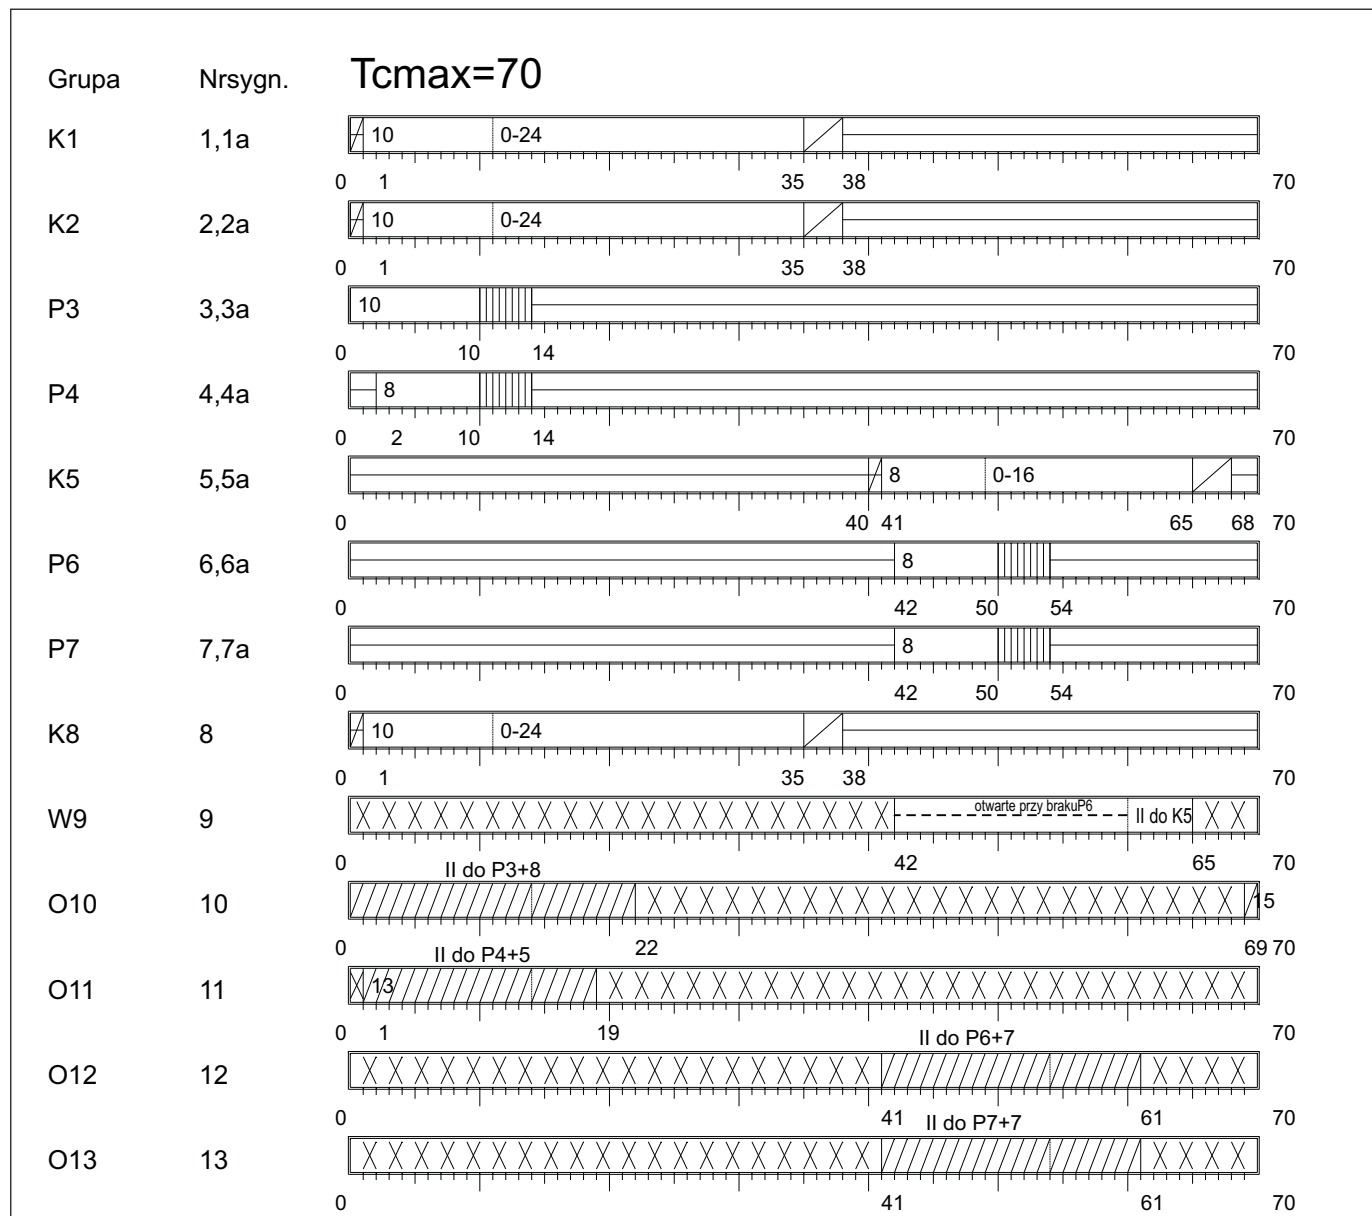 Grupa Nrsygn. Tcmax=70
K1 1,1a 10 0-24
0 1 35 38 70
K2 2,2a 10 0-24
0 1 35 38 70
P3 3,3a 10
0 10 14 70
P4 4,4a 8
0 2 10 14 70
K5 5,5a 8 0-16
0 40 41 65 68 70
P6 6,6a 8
0 42 50 54 70
P7 7,7a 8
0 42 50 54 70
K8 8 10 0-24
0 1 35 38 70
W9 9 otwarte przy brakuP6 II do K5
0 42 65 70
II do P3+8
O10 10 15
0 22 69 70
II do P4+5
O11 11 13
0 1 19 70
II do P6+7
O12 12
0 41 61 70
II do P7+7
O13 13
0 41 61 70